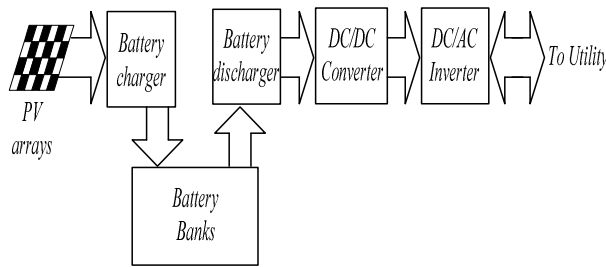 PV
arrays
Battery
charger
Battery
discharger
DC/DC
Converter
DC/AC
Inverter
To Utility
Battery
Banks